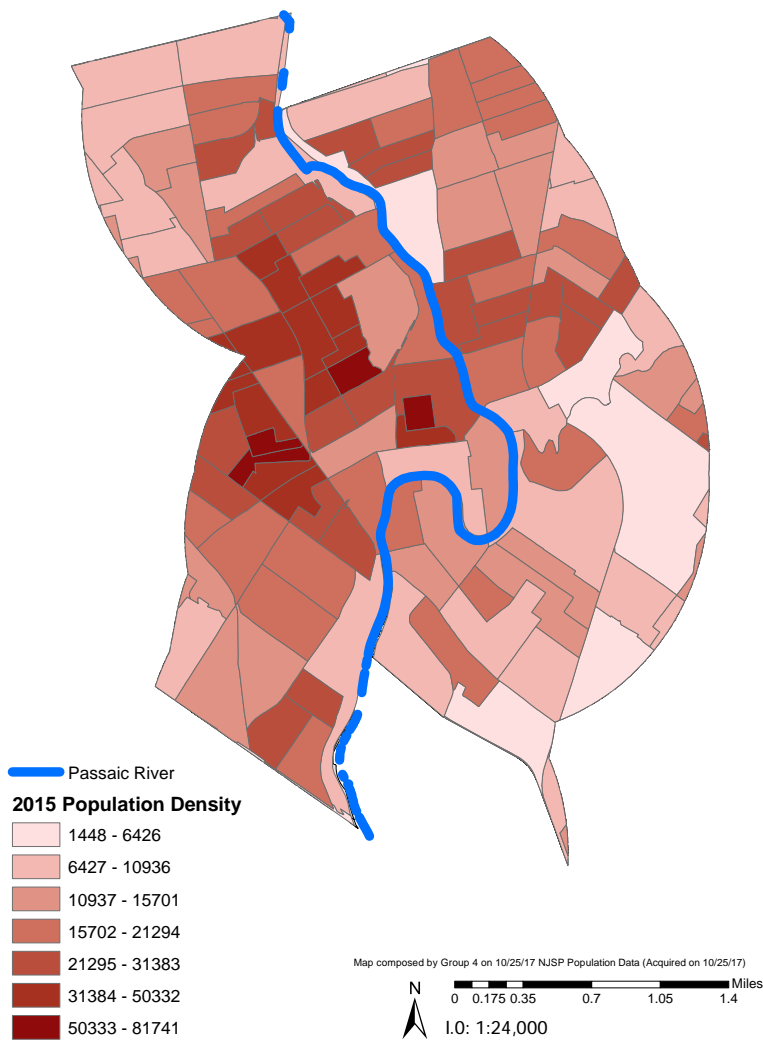 Passaic River
2015 Population Density
1448 - 6426
6427 - 10936
10937 - 15701
15702 - 21294
21295 - 31383
31384 - 50332
50333 - 81741
Map composed by Group 4 on 10/25/17 NJSP Population Data (Acquired on 10/25/17)
N
Miles
0 0.175 0.35 0.7 1.05 1.4
I.0: 1:24,000